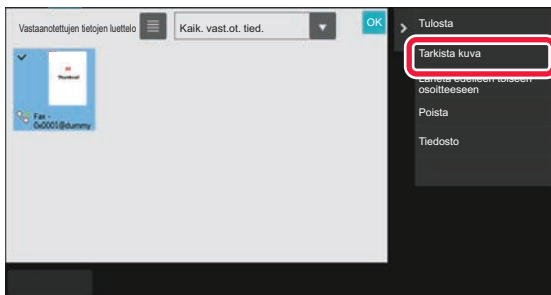 Vastaanotettujen tietojen luettelo
Kaik. vast.ot. tied.
OK
Tulosta
Tarkista kuva
Lähetä edelleen toiseen
osoitteeseen
Poista
Tiedosto
Thumbnail
Fax -
0x0001@dummy